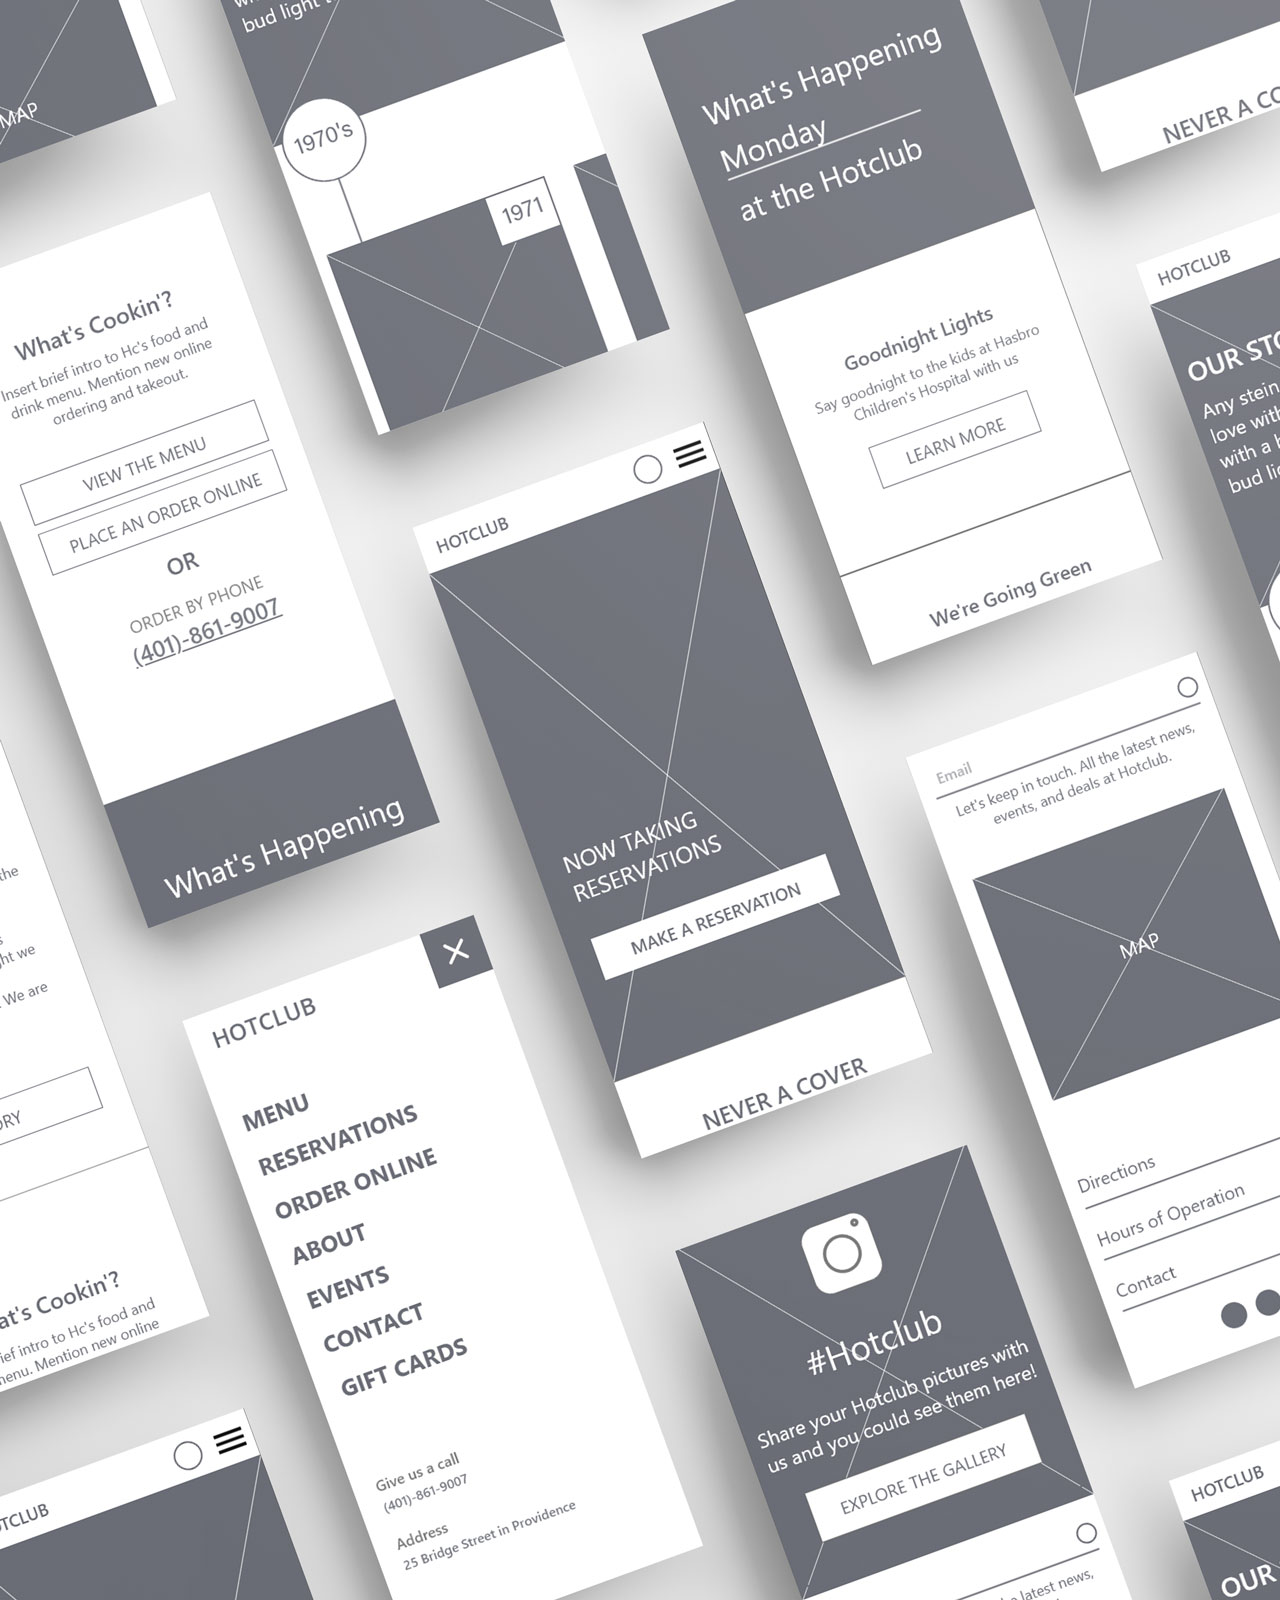 MAP
bud light
1970's
1971
What's Happening
Monday
at the Hotclub
Goodnight Lights
Say goodnight to the kids at Hasbro
Children's Hospital with us
LEARN MORE
We're Going Green
NEVER A
HOTCLUB
OUR
Any stein
love with
with a
bud
What's Cookin'?
Insert brief intro to Hc's food and
drink menu. Mention new online
ordering and takeout.
VIEW THE MENU
PLACE AN ORDER ONLINE
OR
ORDER BY PHONE
(401)-861-9007
What's Happening
HOTCLUB
NOW TAKING
RESERVATIONS
MAKE A RESERVATION
NEVER A COVER
Email
Let's keep in touch. All the latest news,
events, and deals at Hotclub.
MAP
Directions
Hours of Operation
Contact
the
we
We are
Cookin'?
intro to Hc's food and
menu. Mention new online
HOTCLUB
MENU
RESERVATIONS
ORDER ONLINE
ABOUT
EVENTS
CONTACT
GIFT CARDS
Give us a call
(401)-861-9007
Address
25 Bridge Street in Providence
#Hotclub
Share your Hotclub pictures with
us and you could see them here!
EXPLORE THE GALLERY
latest news,
HOTCLUB
OUR